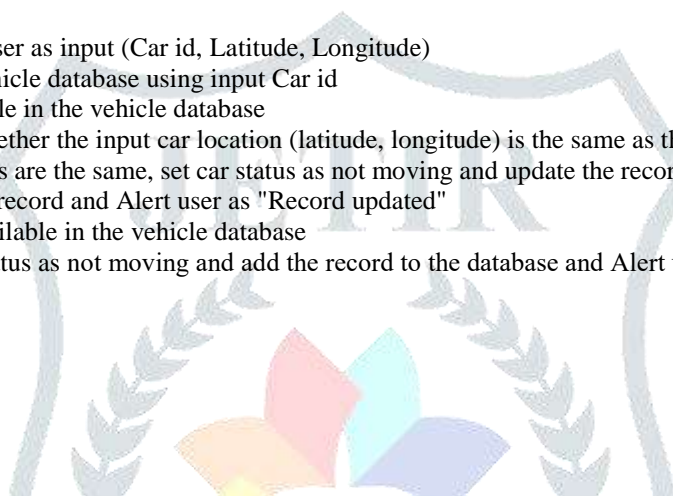 ser as input (Car id, Latitude, Longitude)
hicle database using input Car id
le in the vehicle database
ether the input car location (latitude, longitude) is the same as th
s are the same, set car status as not moving and update the recor
record and Alert user as "Record updated"
ilable in the vehicle database
tus as not moving and add the record to the database and Alert
JETIR